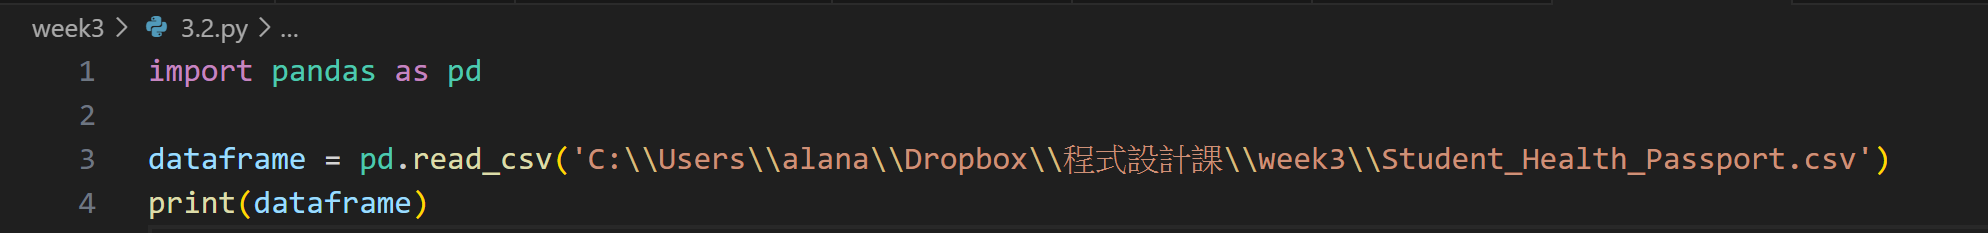 week3 > 3.2.py > ...
1 import pandas as pd
2
3 dataframe = pd.read_csv('C:\\Users\\alana\\Dropbox\\程式設計課\\week3\\Student_Health_Passport.csv')
4 print(dataframe)